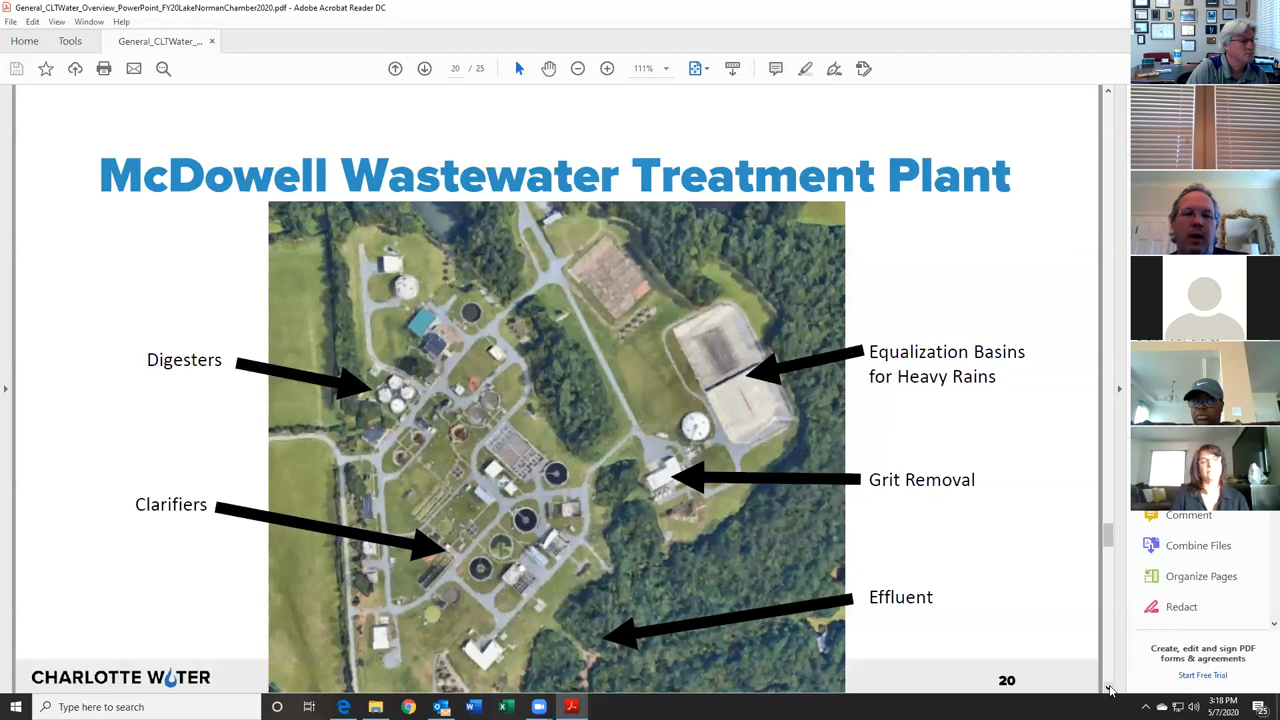 General_CLTWater_Overview_PowerPoint_FY20LakeNormanChamber2020.pdf - Adobe Acrobat Reader DC
File Edit View Window Help
Home Tools General_CLTWater_... ×
20 25 111%
McDowell Wastewater Treatment Plant
Digesters
Equalization Basins
for Heavy Rains
Grit Removal
Clarifiers
Effluent
CHARLOTTE WATER
20
Comment
Combine Files
Organize Pages
Redact
Create, edit and sign PDF
forms & agreements
Start Free Trial
Type here to search
3:18 PM
5/7/2020
25